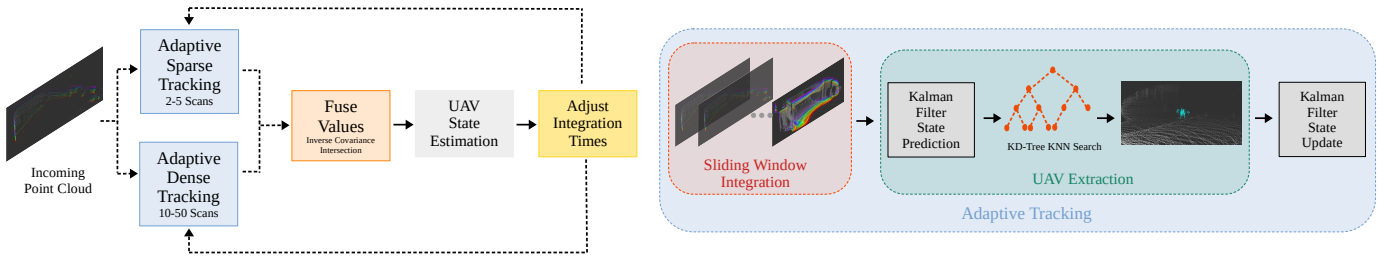 Incoming
Point Cloud
Adaptive
Sparse
Tracking
2-5 Scans
Adaptive
Dense
Tracking
10-50 Scans
Fuse
Values
Inverse Covariance
Intersection
UAV
State
Estimation
Adjust
Integration
Times
Sliding Window
Integration
Kalman
Filter
State
Prediction
KD-Tree KNN Search
UAV Extraction
Kalman
Filter
State
Update
Adaptive Tracking